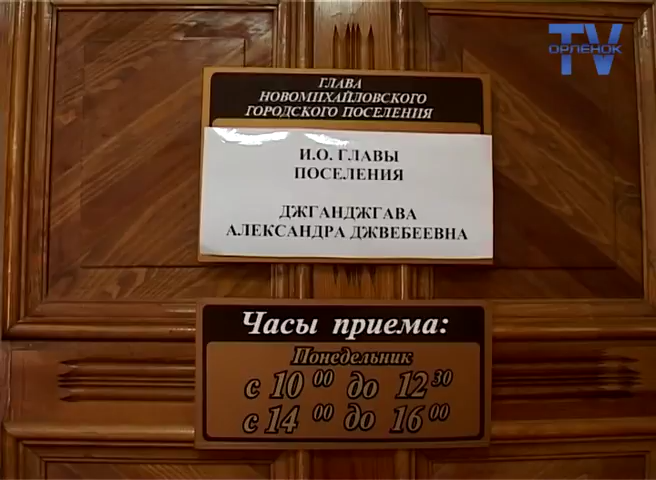 TV
ОРЛЕНОК
ГЛАВА
НОВОМИХАЙЛОВСКОГО
ГОРОДСКОГО ПОСЕЛЕНИЯ
И.О. ГЛАВЫ
ПОСЕЛЕНИЯ
ДЖГАНДЖГАВА
АЛЕКСАНДРА ДЖВЕБЕЕВНА
Часы приема:
Понедельник
с 10 00 до 12 30
с 14 00 до 16 00